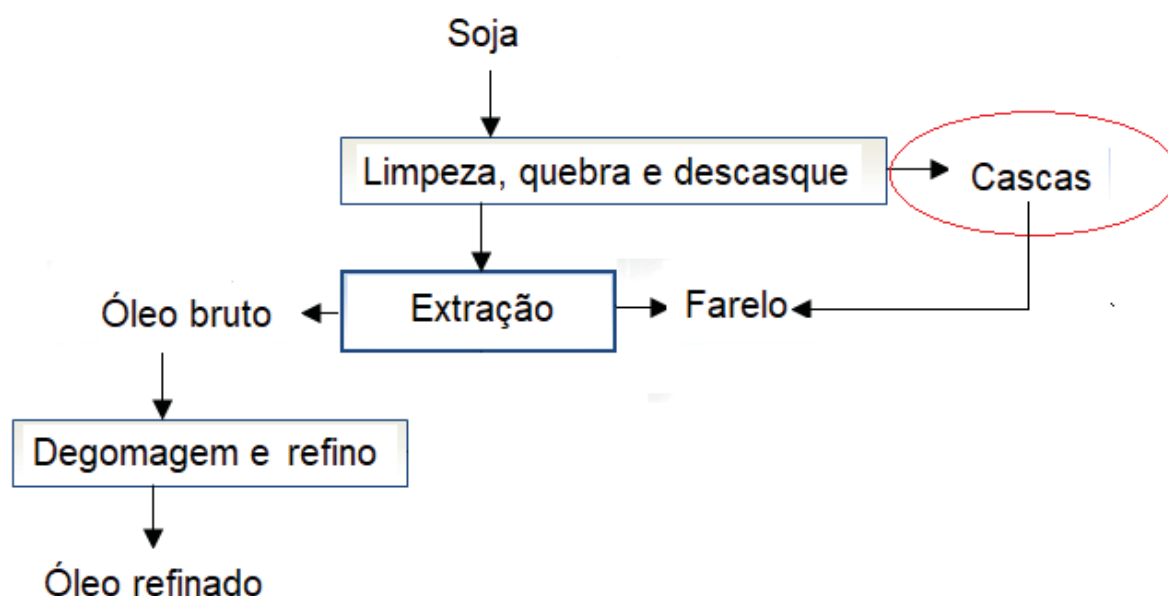 Soja
Limpeza, quebra e descasque
Cascas
Óleo bruto
Extração
Farelo
Degomagem e refino
Óleo refinado